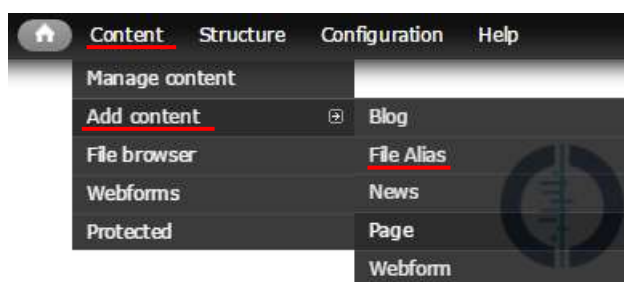 Content Structure Configuration Help
Manage content
Add content Blog
File browser File Alias
Webforms News
Protected Page
Webform